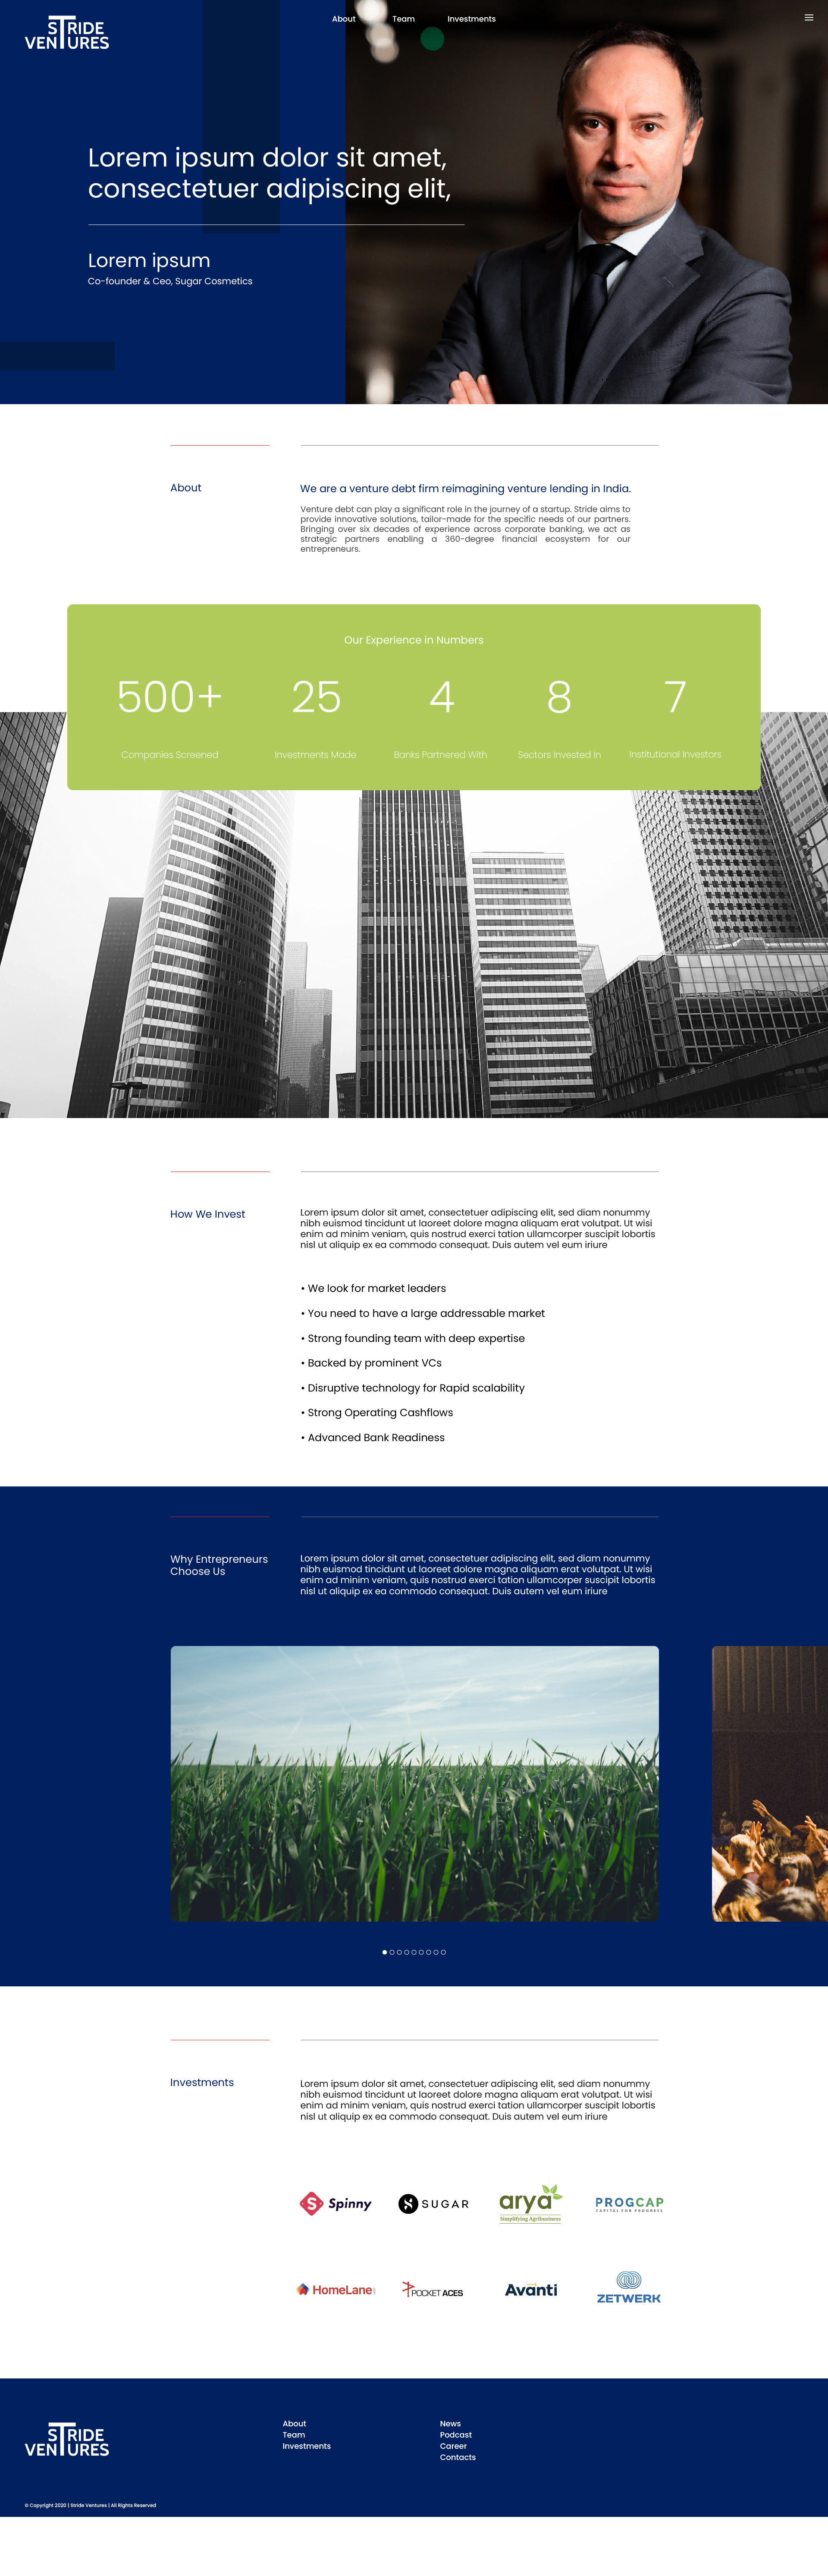 STRIDE
VENTURES
About Team Investments
Lorem ipsum dolor sit amet,
consectetuer adipiscing elit,
Lorem ipsum
Co-founder & Ceo, Sugar Cosmetics
About
We are a venture debt firm reimagining venture lending in India.
Venture debt can play a significant role in the journey of a startup. Stride aims to
provide innovative solutions, tailor-made for the specific needs of our partners.
Bringing over six decades of experience across corporate banking, we act as
strategic partners enabling a 360-degree financial ecosystem for our
entrepreneurs.
Our Experience in Numbers
500+ 25 4 8 7
Companies Screened Investments Made Banks Partnered With Sectors Invested In Institutional Investors
How We Invest
Lorem ipsum dolor sit amet, consectetuer adipiscing elit, sed diam nonummy
nibh euismod tincidunt ut laoreet dolore magna aliquam erat volutpat. Ut wisi
enim ad minim veniam, quis nostrud exerci tation ullamcorper suscipit lobortis
nisl ut aliquip ex ea commodo consequat. Duis autem vel eum iriure
• We look for market leaders
• You need to have a large addressable market
• Strong founding team with deep expertise
• Backed by prominent VCs
• Disruptive technology for Rapid scalability
• Strong Operating Cashflows
• Advanced Bank Readiness
Why Entrepreneurs
Choose Us
Lorem ipsum dolor sit amet, consectetuer adipiscing elit, sed diam nonummy
nibh euismod tincidunt ut laoreet dolore magna aliquam erat volutpat. Ut wisi
enim ad minim veniam, quis nostrud exerci tation ullamcorper suscipit lobortis
nisl ut aliquip ex ea commodo consequat. Duis autem vel eum iriure
Investments
Lorem ipsum dolor sit amet, consectetuer adipiscing elit, sed diam nonummy
nibh euismod tincidunt ut laoreet dolore magna aliquam erat volutpat. Ut wisi
enim ad minim veniam, quis nostrud exerci tation ullamcorper suscipit lobortis
nisl ut aliquip ex ea commodo consequat. Duis autem vel eum iriure
S Spinny
SUGAR
arya
Simplifying Agribusiness
PROGCAP
CAPITAL FOR PROGRESS
HomeLane
POCKET ACES
Avanti
ZETWERK
STRIDE
VENTURES
About
Team
Investments
News
Podcast
Career
Contacts
© Copyright 2020 | Stride Ventures | All Rights Reserved